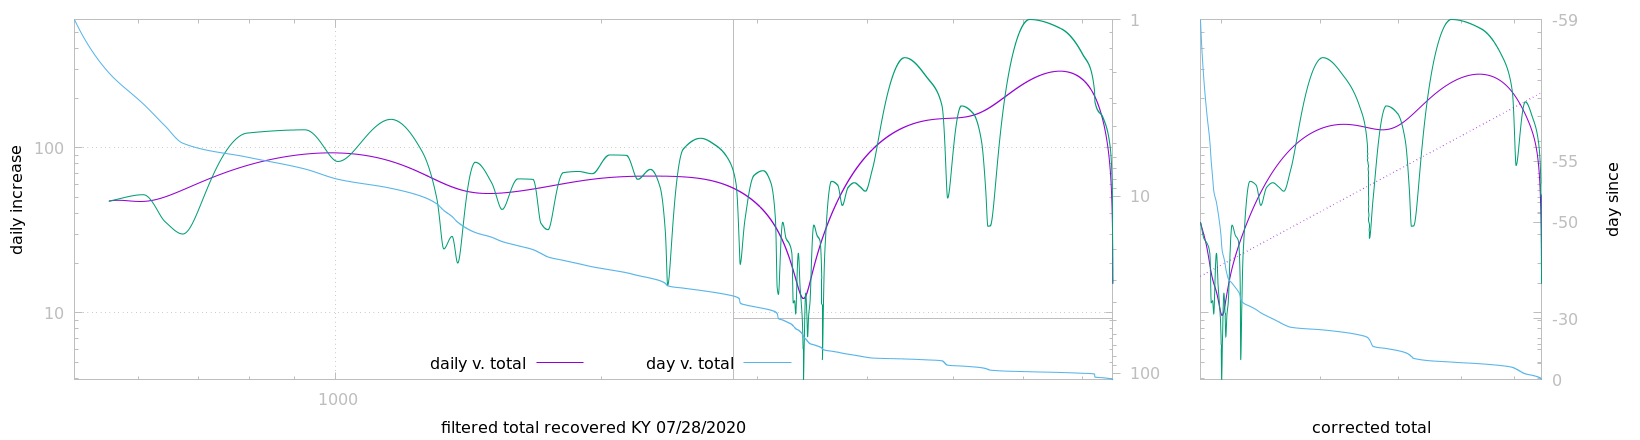 daily increase
100
10
1000
1
10
100
daily v. total
day v. total
filtered total recovered KY 07/28/2020
-59
-55
-50
-30
0
day since
corrected total